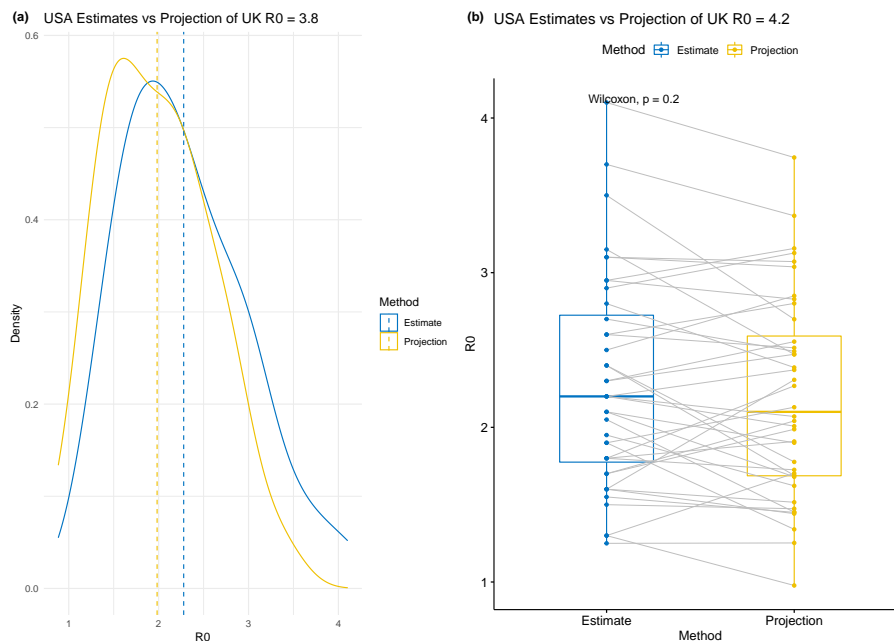 (a) USA Estimates vs Projection of UK R0 = 3.8
0.6
0.4
0.2
0.0
Density
1 2 3 4
R0
Method
Estimate
Projection
(b) USA Estimates vs Projection of UK R0 = 4.2
Method Estimate Projection
Wilcoxon, p = 0.2
4
3
2
1
R0
Estimate Projection
Method